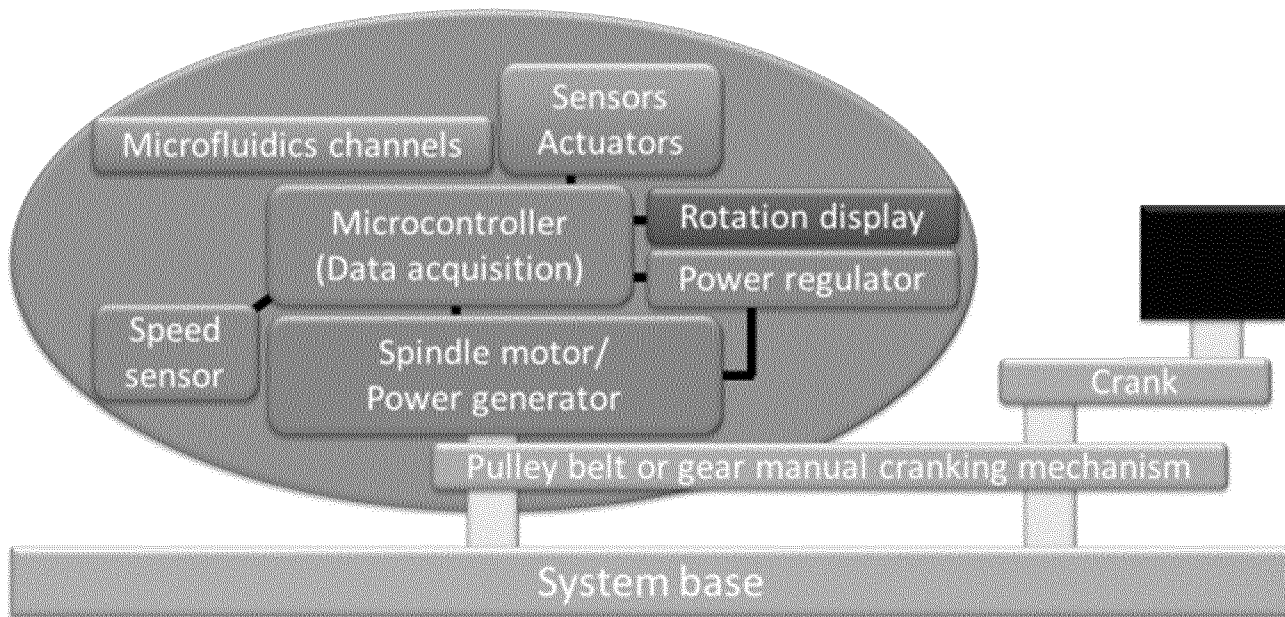 Sensors
Actuators
Microfluidics channels
Microcontroller
(Data acquisition)
Rotation display
Power regulator
Speed
sensor
Spindle motor/
Power generator
Crank
Pulley belt or gear manual cranking mechanism
System base